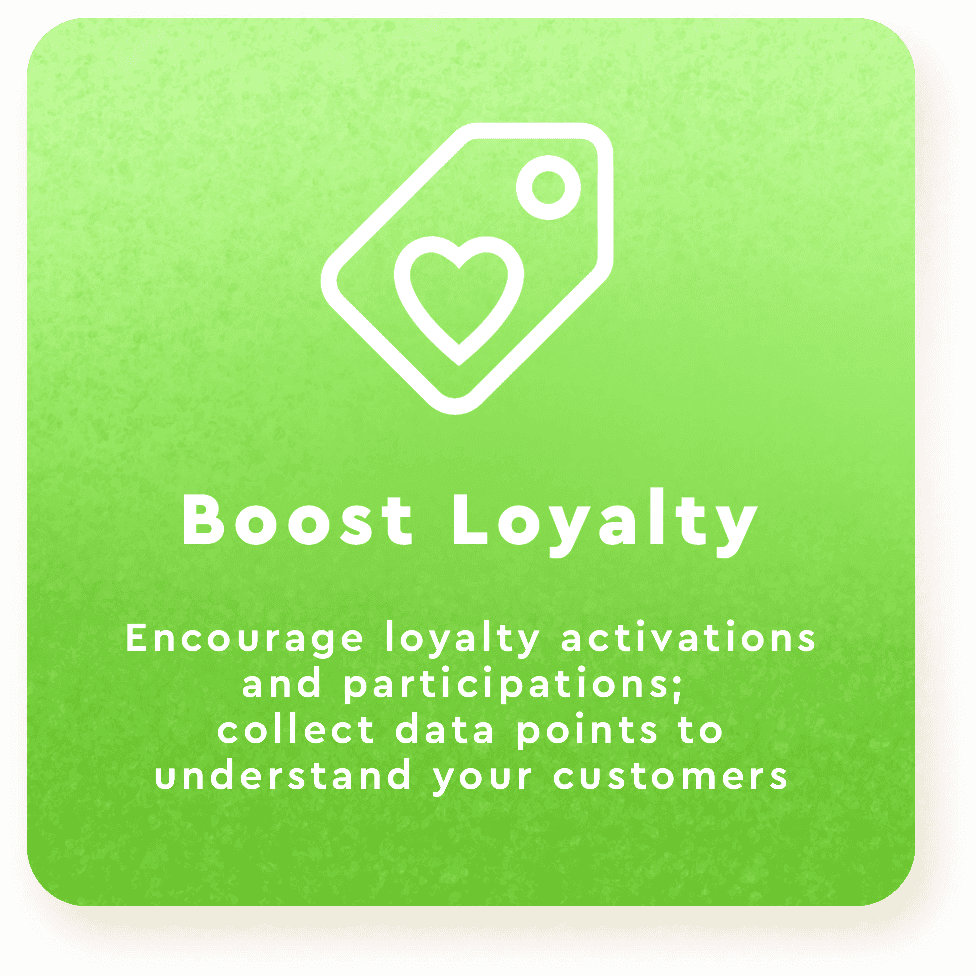 Boost Loyalty
Encourage loyalty activations
and participations;
collect data points to
understand your customers